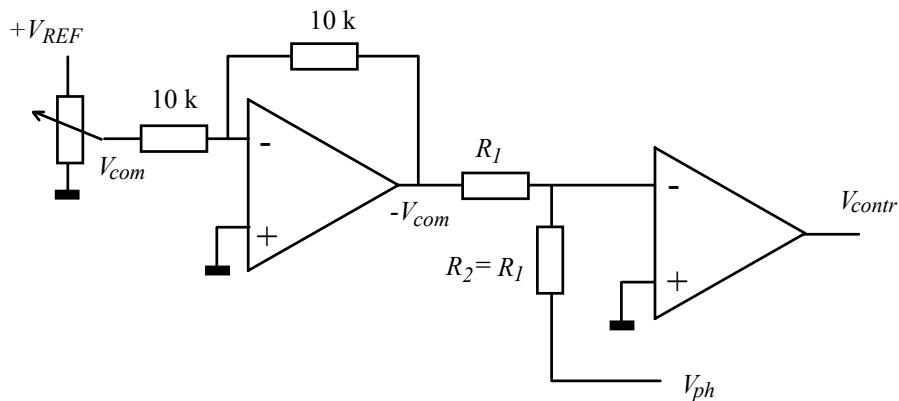 +V_REF
10 k
10 k
V_com
-
+
-V_com
R_1
R_2 = R_1
-
+
V_contr
V_ph